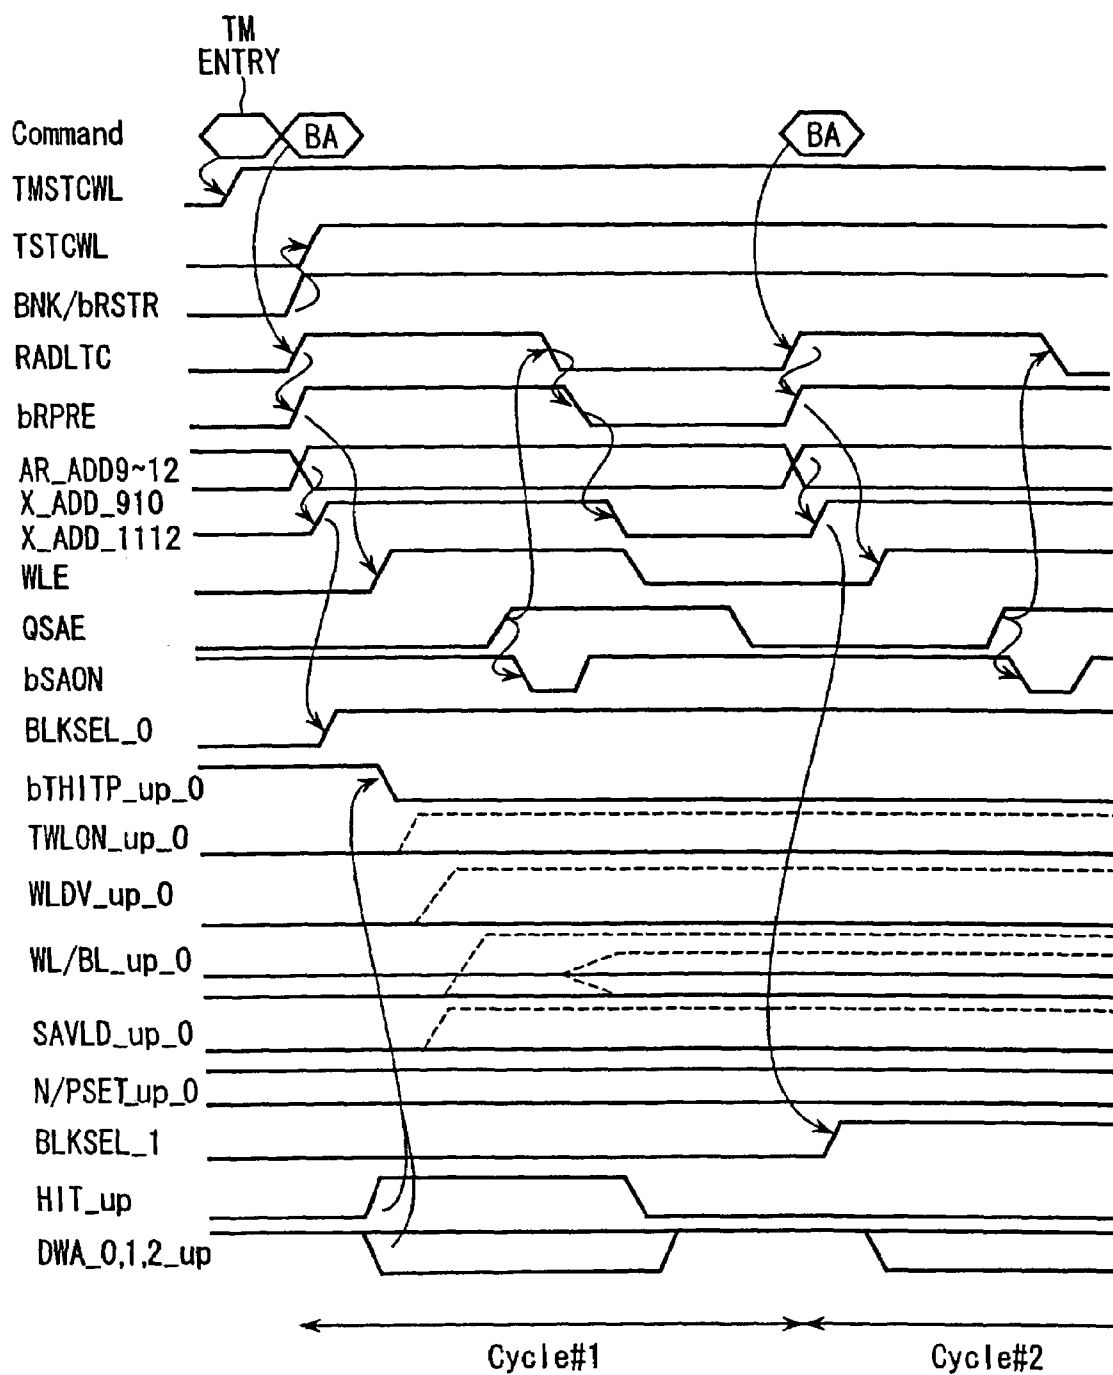 TM
ENTRY
Command
BA
BA
TMSTCWL
TSTCWL
BNK/bRSTR
RADLTC
bRPRE
AR_ADD9~12
X_ADD_910
X_ADD_1112
WLE
QSAE
bSAON
BLKSEL_0
bTHITP_up_0
TWLON_up_0
WLDV_up_0
WL/BL_up_0
SAVLD_up_0
N/PSET_up_0
BLKSEL_1
HIT_up
DWA_0,1,2_up
Cycle#1
Cycle#2